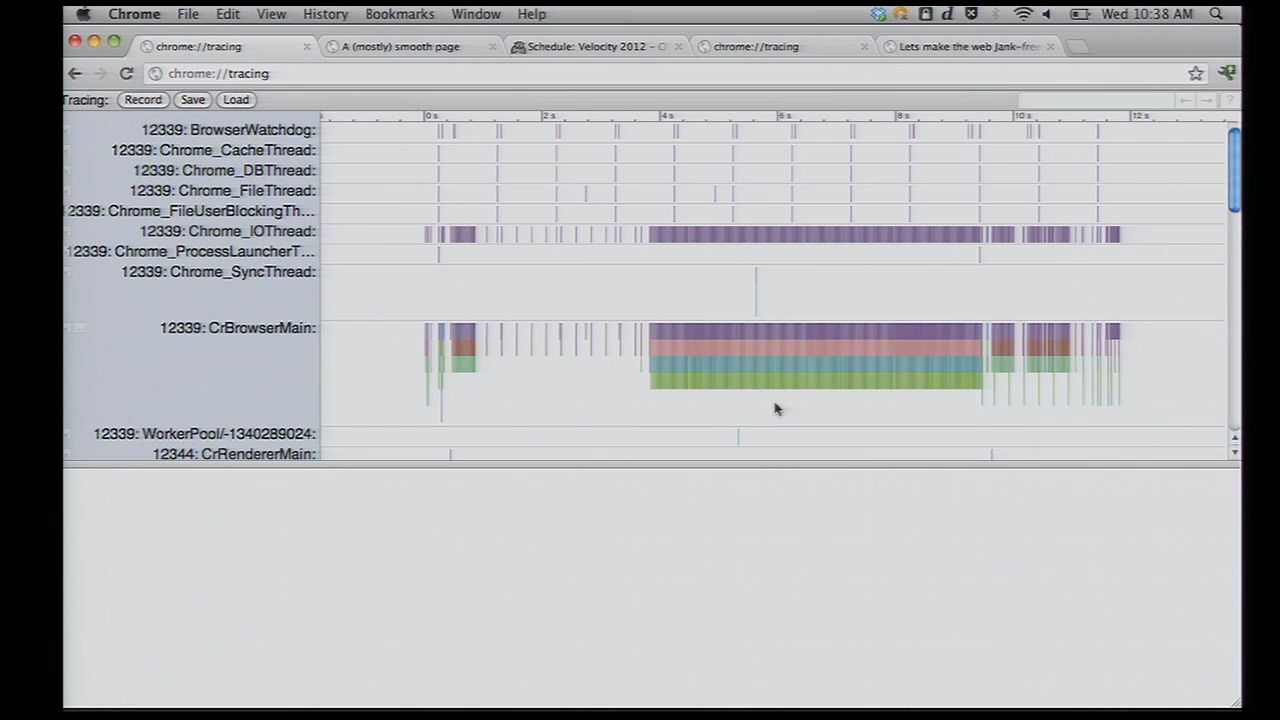 Chrome File Edit View History Bookmarks Window Help d Wed 10:38 AM
chrome://tracing A (mostly) smooth page Schedule: Velocity 2012 – O chrome://tracing Lets make the web Jank-free
chrome://tracing
Tracing: Record Save Load ?
0 s 2 s 4 s 6 s 8 s 10 s 12 s
12339: BrowserWatchdog:
12339: Chrome_CacheThread:
12339: Chrome_DBThread:
12339: Chrome_FileThread:
12339: Chrome_FileUserBlockingTh...
12339: Chrome_IOThread:
12339: Chrome_ProcessLauncherT...
12339: Chrome_SyncThread:
12339: CrBrowserMain:
12339: WorkerPool/-1340289024:
12344: CrRendererMain: